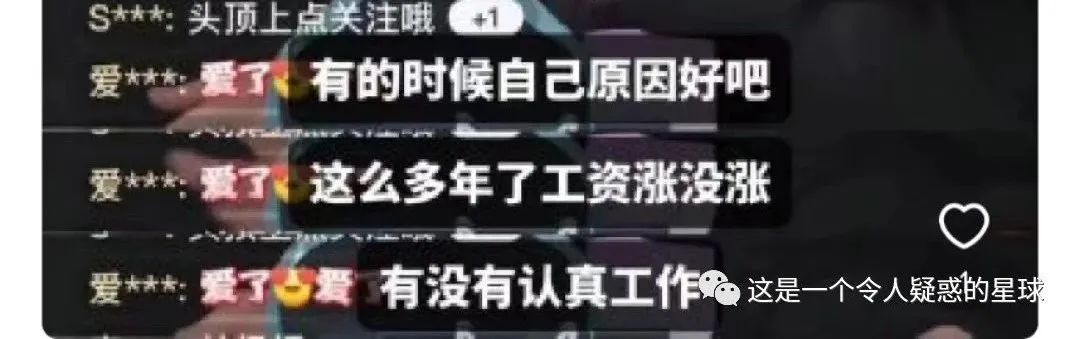 S***: 头顶上点关注哦 +1
爱***: 爱了 有的时候自己原因好吧
爱***: 爱了 这么多年了工资涨没涨
爱***: 爱了 爱 有没有认真工作
这是一个令人疑惑的星球